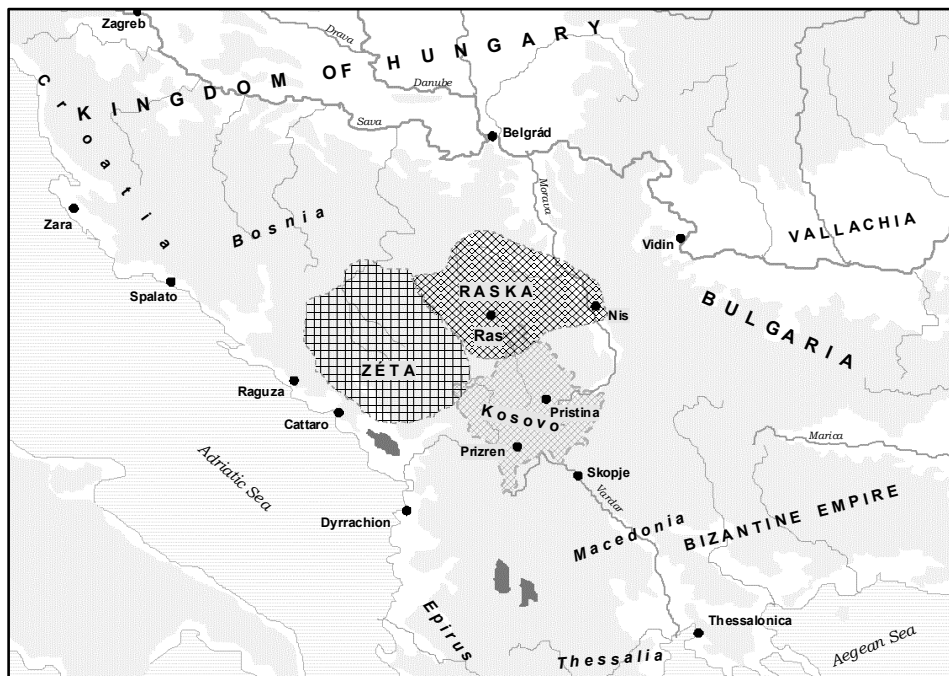 Zagreb
Drava
KINGDOM OF HUNGARY
Danube
Croatia
Sava
Belgrád
Morava
Zara
Bosnia
Vidin
VALLACHIA
Spalato
RASKA
Ras
Nis
BULGARIA
ZÉTA
Raguza
Cattaro
Kosovo
Pristina
Prizren
Marica
Adriatic Sea
Skopje
Vardar
Dyrrachion
Macedonia
BIZANTINE EMPIRE
Epirus
Thessalonica
Thessalia
Aegean Sea